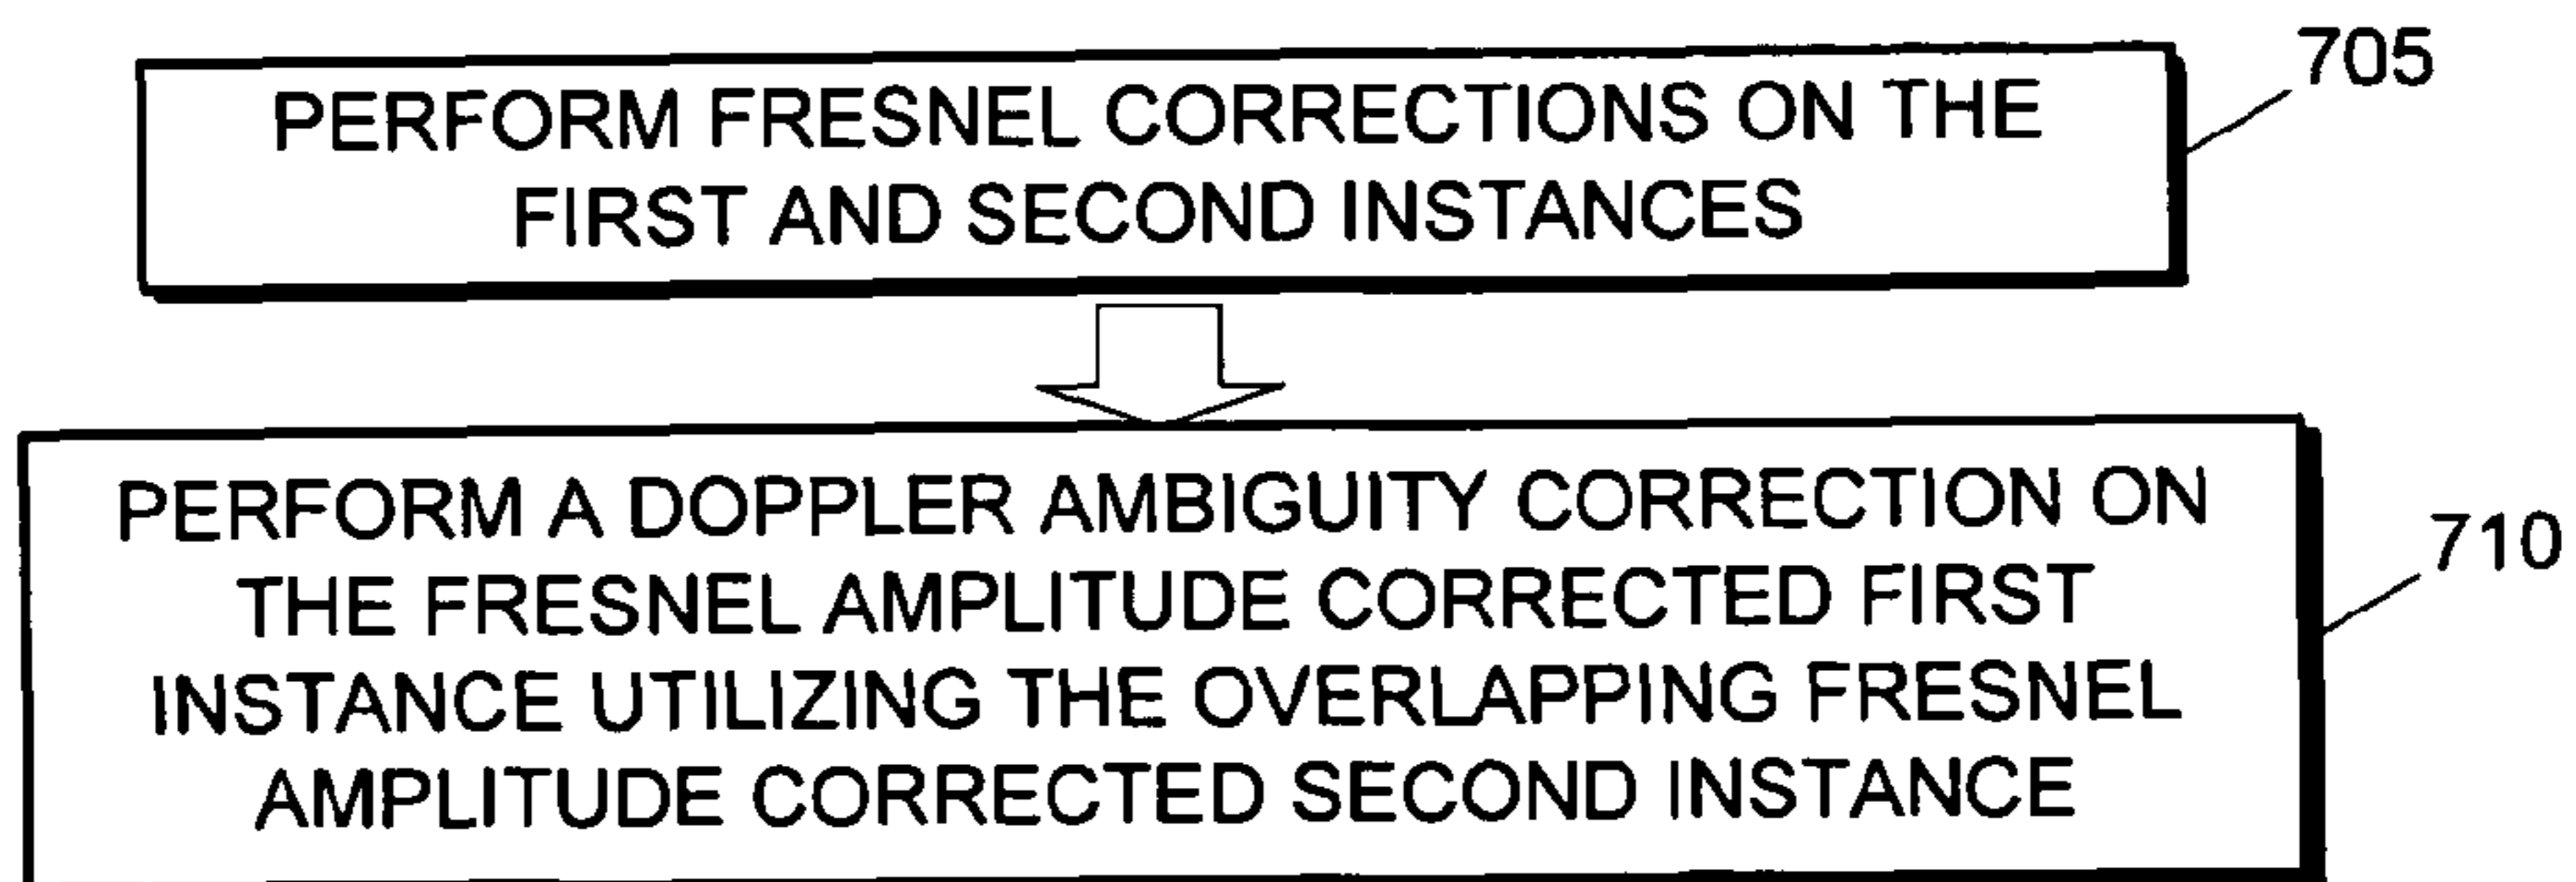 705
PERFORM FRESNEL CORRECTIONS ON THE
FIRST AND SECOND INSTANCES
710
PERFORM A DOPPLER AMBIGUITY CORRECTION ON
THE FRESNEL AMPLITUDE CORRECTED FIRST
INSTANCE UTILIZING THE OVERLAPPING FRESNEL
AMPLITUDE CORRECTED SECOND INSTANCE